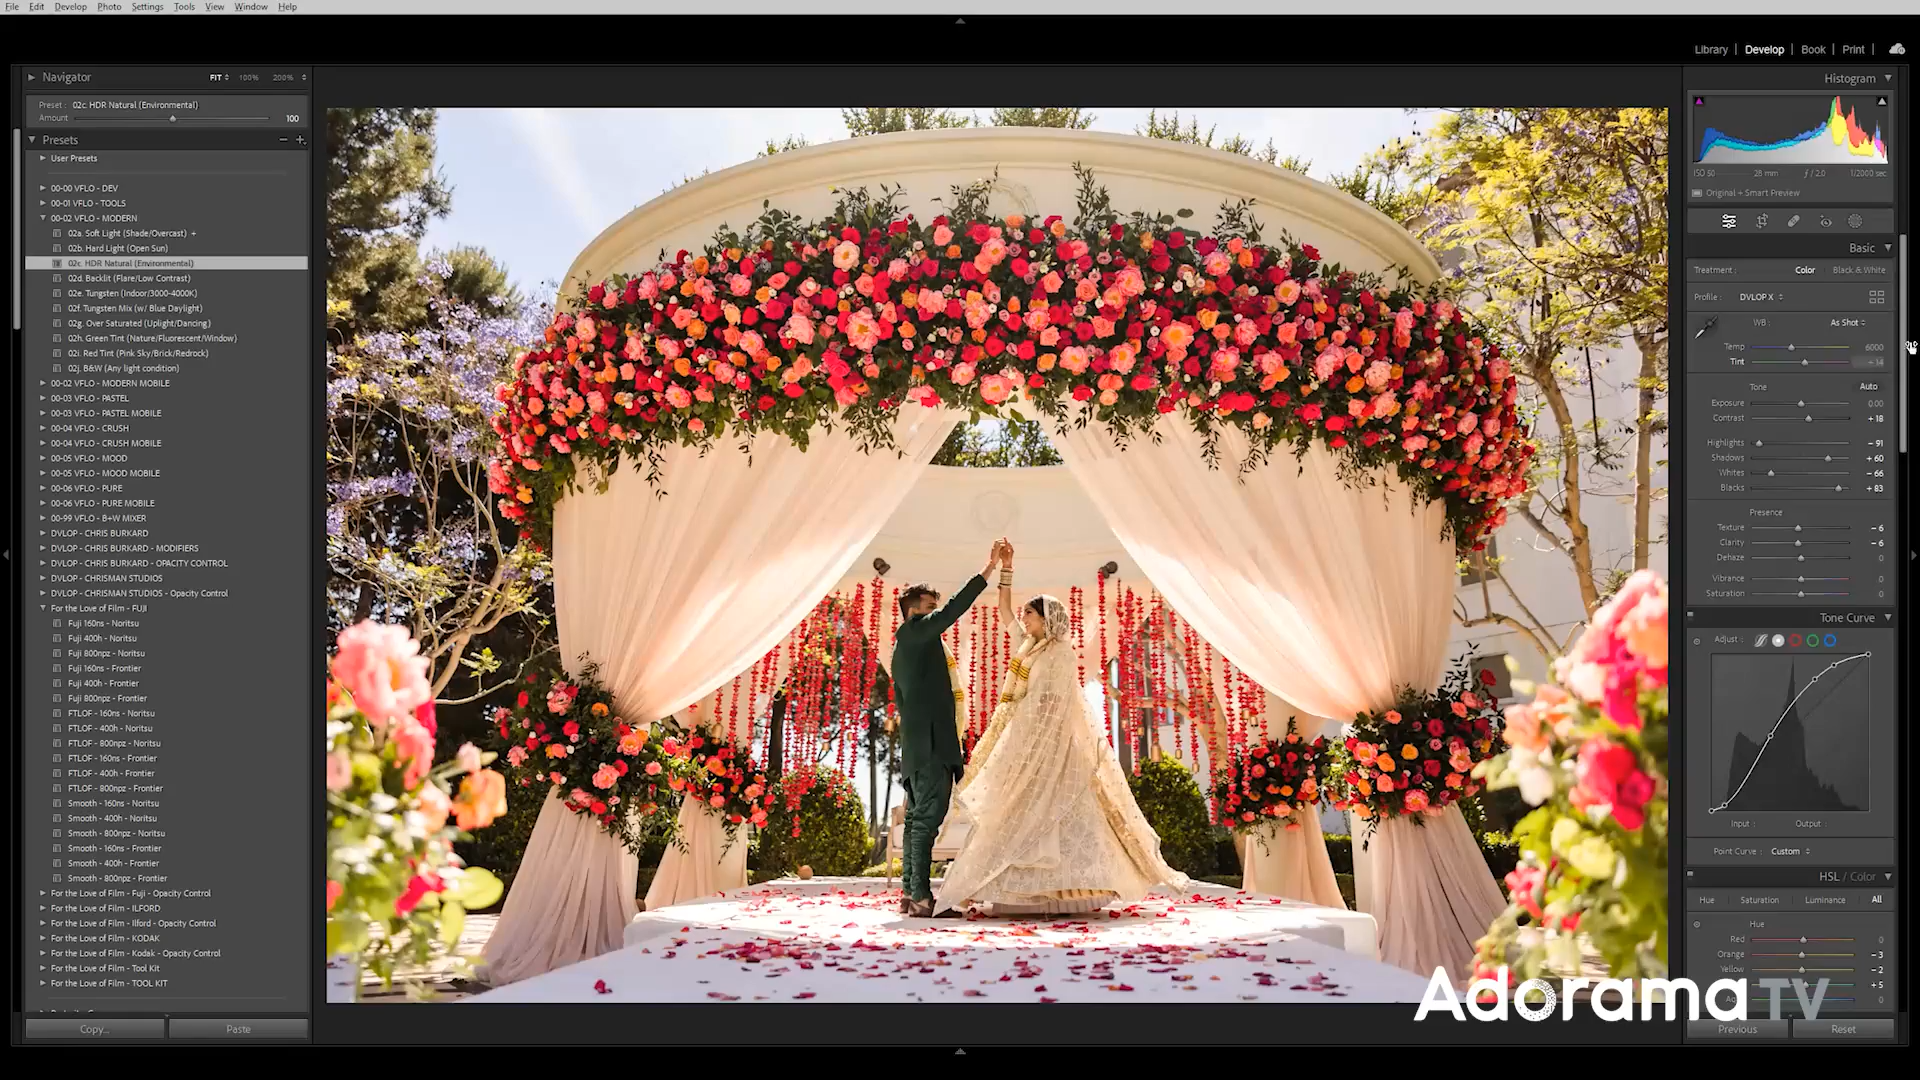 File Edit Develop Photo Settings Tools View Window Help
Library | Develop | Book | Print |
Navigator FIT 100% 200%
Preset : 02c. HDR Natural (Environmental)
Amount 100
Presets
User Presets
00-00 VFLO - DEV
00-01 VFLO - TOOLS
00-02 VFLO - MODERN
02a. Soft Light (Shade/Overcast) +
02b. Hard Light (Open Sun)
02c. HDR Natural (Environmental)
02d. Backlit (Flare/Low Contrast)
02e. Tungsten (Indoor/3000-4000K)
02f. Tungsten Mix (w/ Blue Daylight)
02g. Over Saturated (Uplight/Dancing)
02h. Green Tint (Nature/Fluorescent/Window)
02i. Red Tint (Pink Sky/Brick/Redrock)
02j. B&W (Any light condition)
00-02 VFLO - MODERN MOBILE
00-03 VFLO - PASTEL
00-03 VFLO - PASTEL MOBILE
00-04 VFLO - CRUSH
00-04 VFLO - CRUSH MOBILE
00-05 VFLO - MOOD
00-05 VFLO - MOOD MOBILE
00-06 VFLO - PURE
00-06 VFLO - PURE MOBILE
00-99 VFLO - B+W MIXER
DVLOP - CHRIS BURKARD
DVLOP - CHRIS BURKARD - MODIFIERS
DVLOP - CHRIS BURKARD - OPACITY CONTROL
DVLOP - CHRISMAN STUDIOS
DVLOP - CHRISMAN STUDIOS - Opacity Control
For the Love of Film - FUJI
Fuji 160ns - Noritsu
Fuji 400h - Noritsu
Fuji 800npz - Noritsu
Fuji 160ns - Frontier
Fuji 400h - Frontier
Fuji 800npz - Frontier
FTLOF - 160ns - Noritsu
FTLOF - 400h - Noritsu
FTLOF - 800npz - Noritsu
FTLOF - 160ns - Frontier
FTLOF - 400h - Frontier
FTLOF - 800npz - Frontier
Smooth - 160ns - Noritsu
Smooth - 400h - Noritsu
Smooth - 800npz - Noritsu
Smooth - 160ns - Frontier
Smooth - 400h - Frontier
Smooth - 800npz - Frontier
For the Love of Film - Fuji - Opacity Control
For the Love of Film - ILFORD
For the Love of Film - Ilford - Opacity Control
For the Love of Film - KODAK
For the Love of Film - Kodak - Opacity Control
For the Love of Film - Tool Kit
For the Love of Film - TOOL KIT
Copy... Paste
Histogram
ISO 50 28 mm ƒ / 2.0 1/2000 sec
Original + Smart Preview
Basic
Treatment : Color Black & White
Profile : DVLOP X
WB : As Shot
Temp 6000
Tint + 14
Tone Auto
Exposure 0.00
Contrast + 18
Highlights - 91
Shadows + 60
Whites - 66
Blacks + 83
Presence
Texture - 6
Clarity - 6
Dehaze 0
Vibrance 0
Saturation 0
Tone Curve
Adjust :
Input : Output :
Point Curve : Custom
HSL / Color
Hue Saturation Luminance All
Hue
Red 0
Orange - 3
Yellow - 2
+ 5
0
Adorama TV
Previous Reset